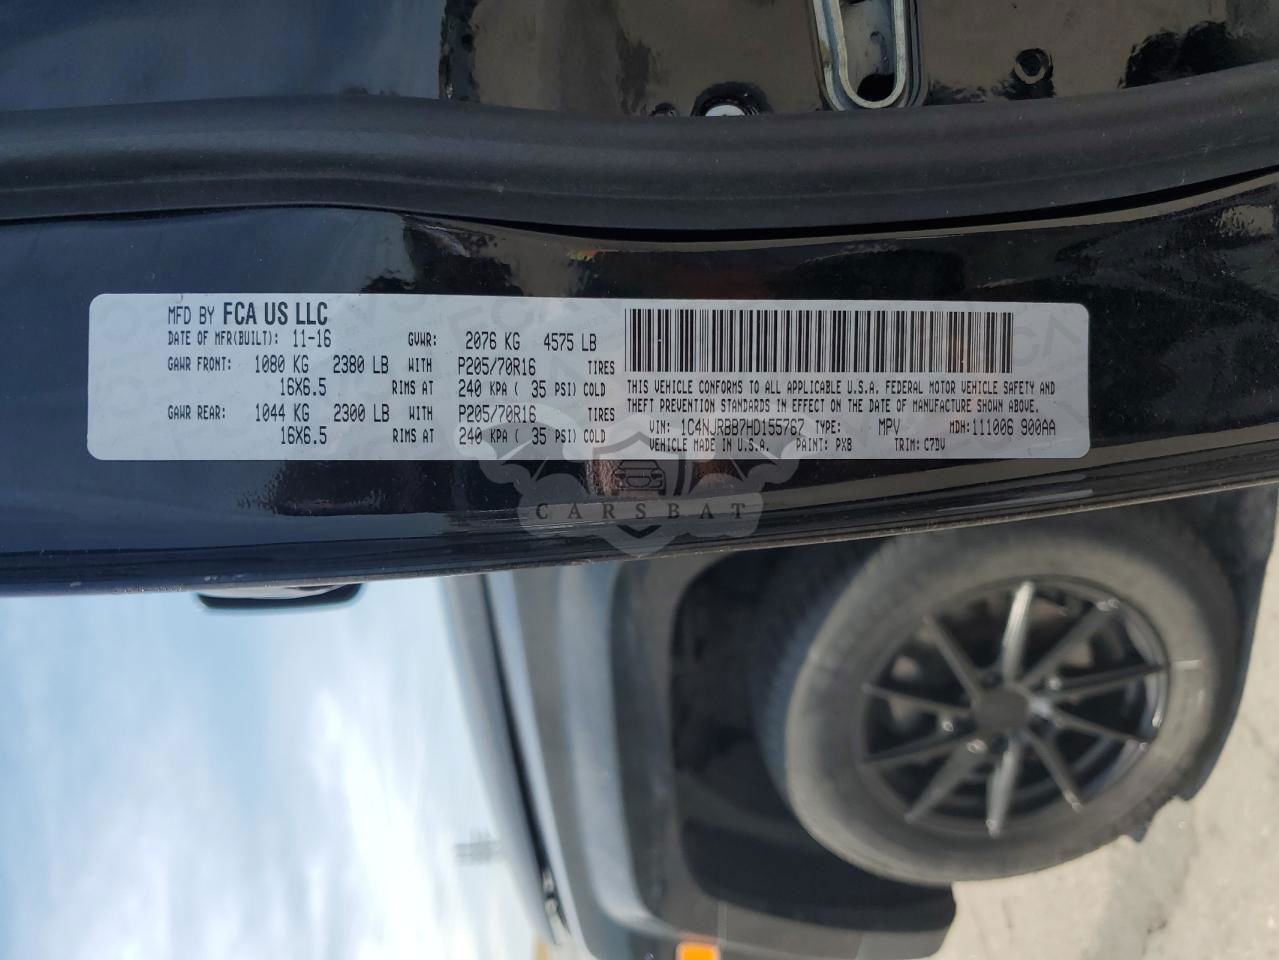 MFD BY FCA US LLC
DATE OF MFR(BUILT): 11-16 GVWR: 2076 KG 4575 LB
GAWR FRONT: 1080 KG 2380 LB WITH P205/70R16 TIRES
16X6.5 RIMS AT 240 KPA ( 35 PSI) COLD
GAWR REAR: 1044 KG 2300 LB WITH P205/70R16 TIRES
16X6.5 RIMS AT 240 KPA ( 35 PSI) COLD
THIS VEHICLE CONFORMS TO ALL APPLICABLE U.S.A. FEDERAL MOTOR VEHICLE SAFETY AND
THEFT PREVENTION STANDARDS IN EFFECT ON THE DATE OF MANUFACTURE SHOWN ABOVE.
VIN: 1C4NJRBB7HD155767 TYPE: MPV MDH: 111006 900AA
VEHICLE MADE IN U.S.A. PAINT: PX8 TRIM: C7DV
CARSBAT